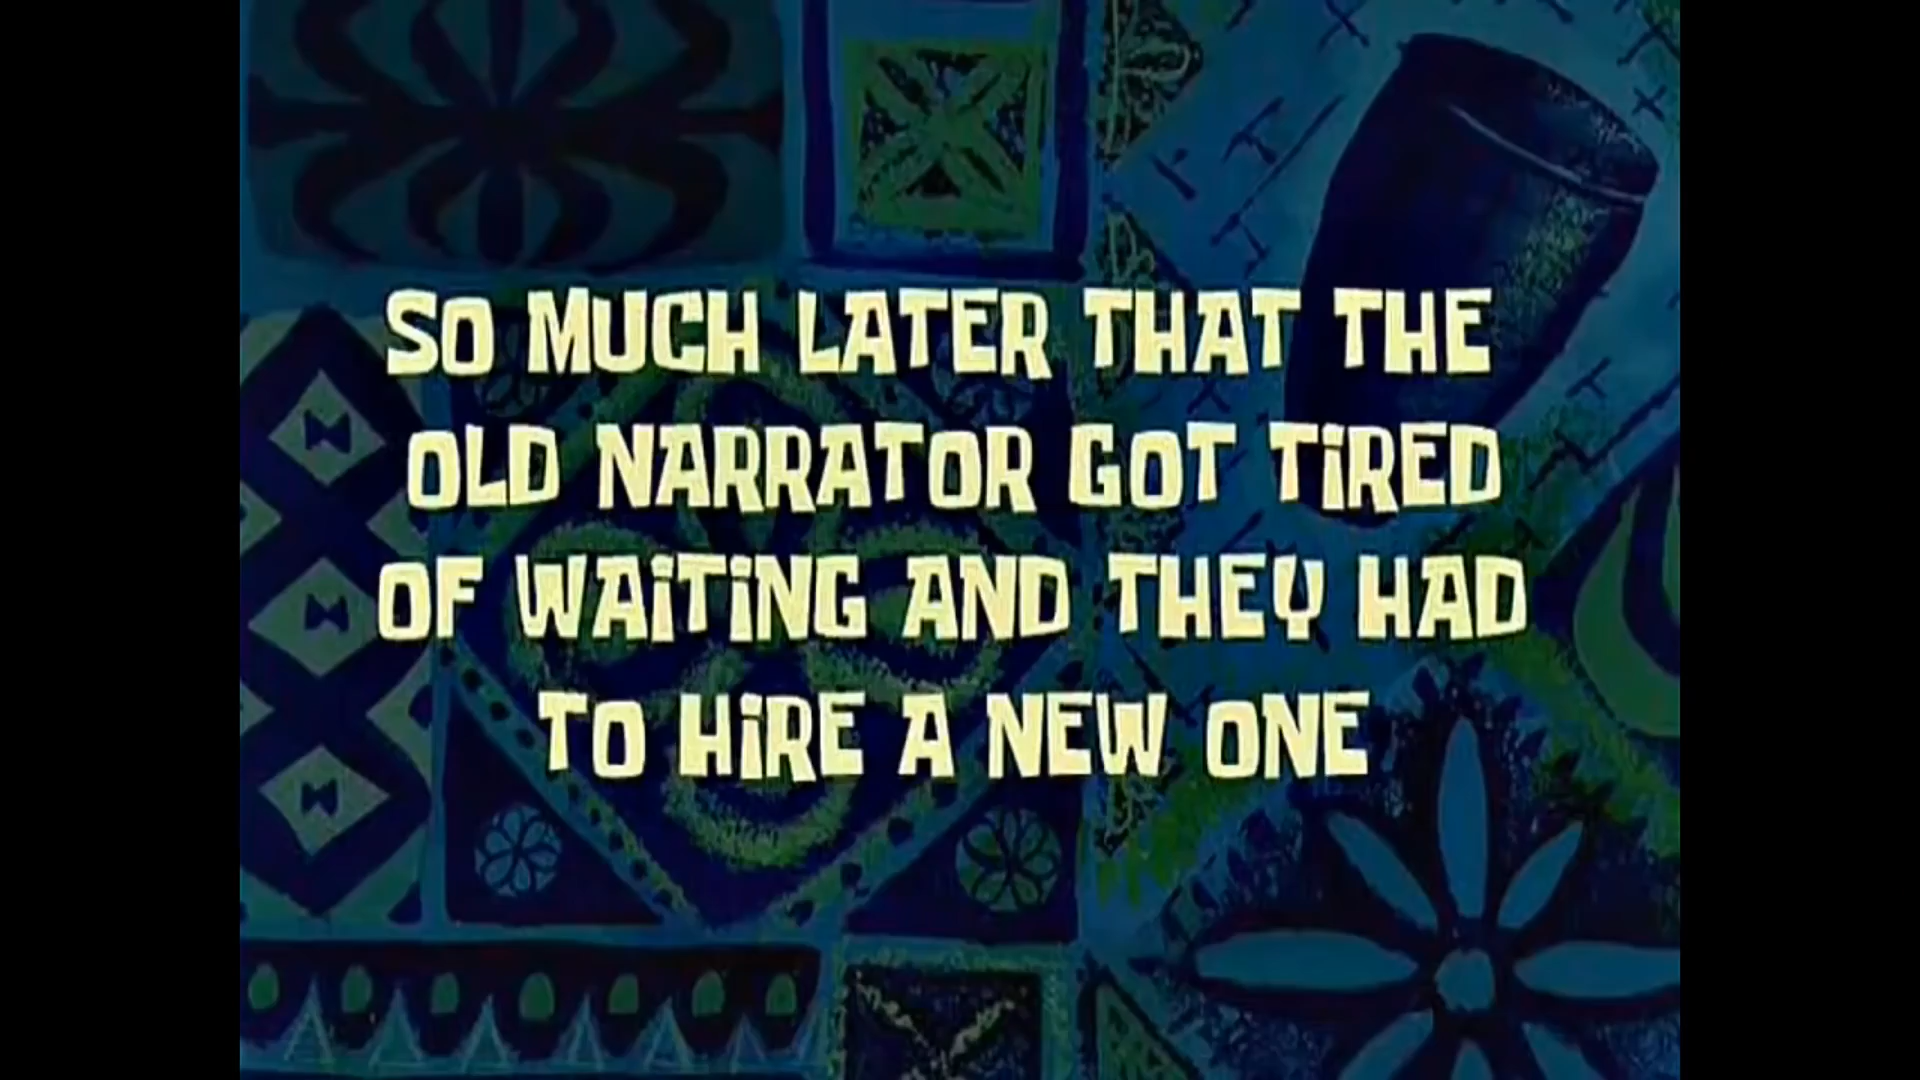 SO MUCH LATER THAT THE
OLD NARRATOR GOT TiRED
OF WAiTiNG AND THEY HAD
TO HiRE A NEW ONE